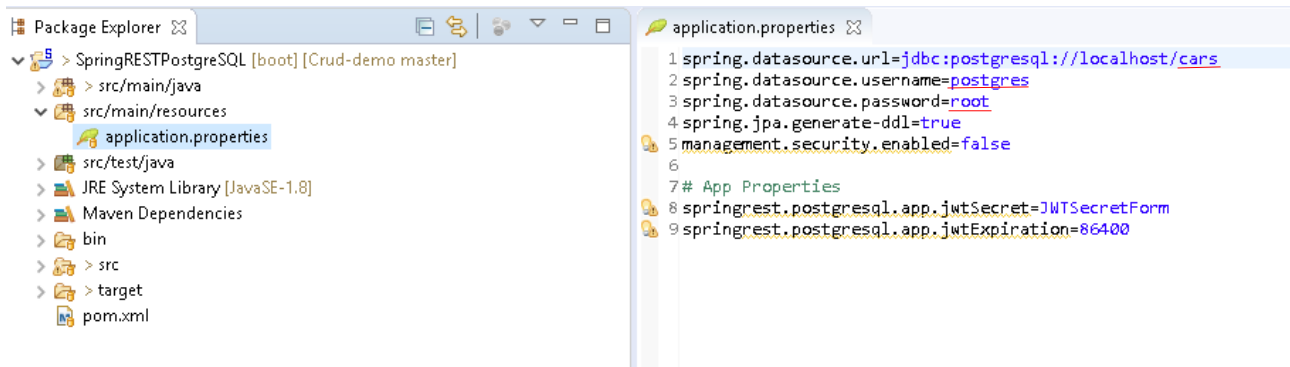 Package Explorer
> SpringRESTPostgreSQL [boot] [Crud-demo master]
> src/main/java
src/main/resources
application.properties
src/test/java
JRE System Library [JavaSE-1.8]
Maven Dependencies
bin
> src
> target
pom.xml
application.properties
1 spring.datasource.url=jdbc:postgresql://localhost/cars
2 spring.datasource.username=postgres
3 spring.datasource.password=root
4 spring.jpa.generate-ddl=true
5 management.security.enabled=false
6
7 # App Properties
8 springrest.postgresql.app.jwtSecret=JWTSecretForm
9 springrest.postgresql.app.jwtExpiration=86400